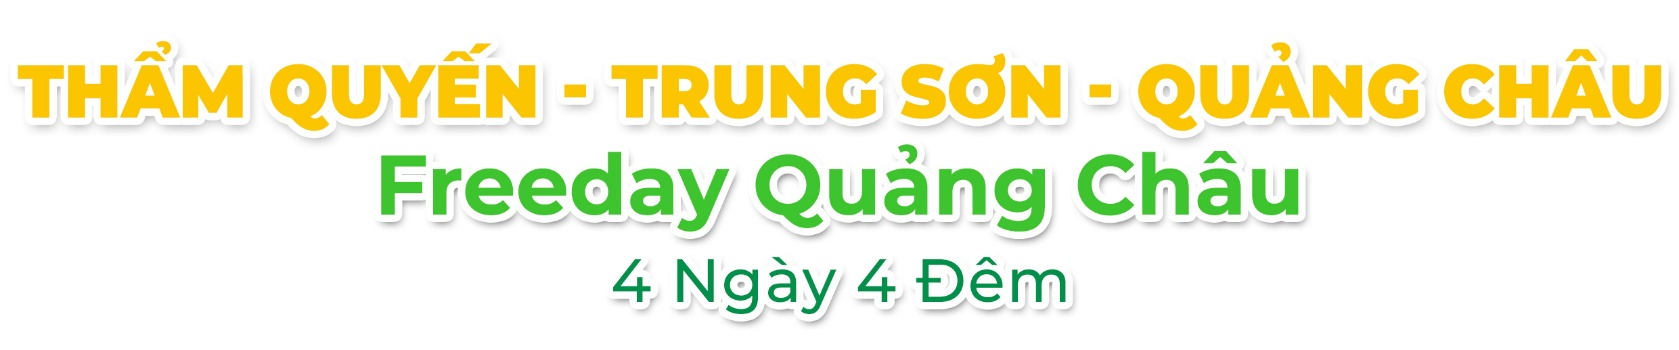 THẨM QUYẾN - TRUNG SƠN - QUẢNG CHÂU
Freeday Quảng Châu
4 Ngày 4 Đêm